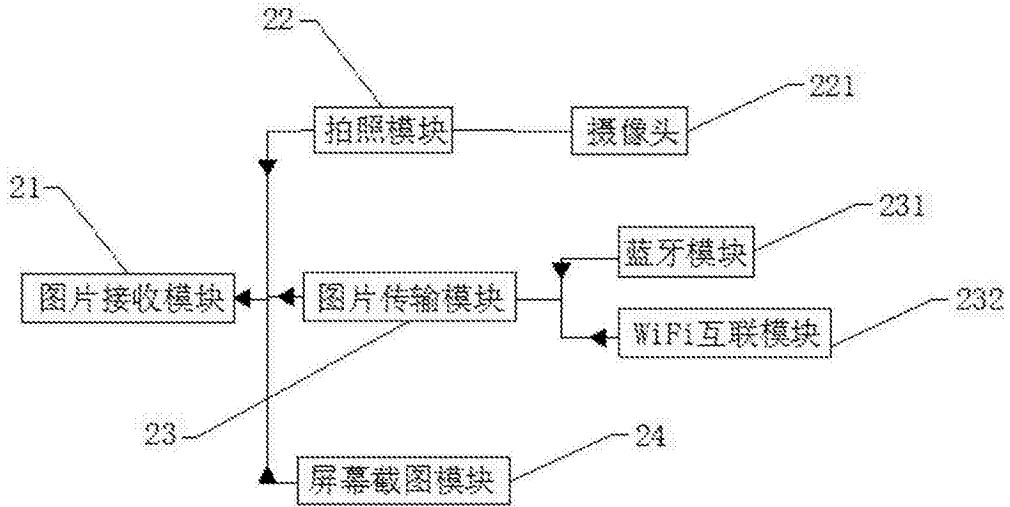 22
221
拍照模块
摄像头
21
231
蓝牙模块
图片接收模块
图片传输模块
232
WiFi互联模块
23
24
屏幕截图模块